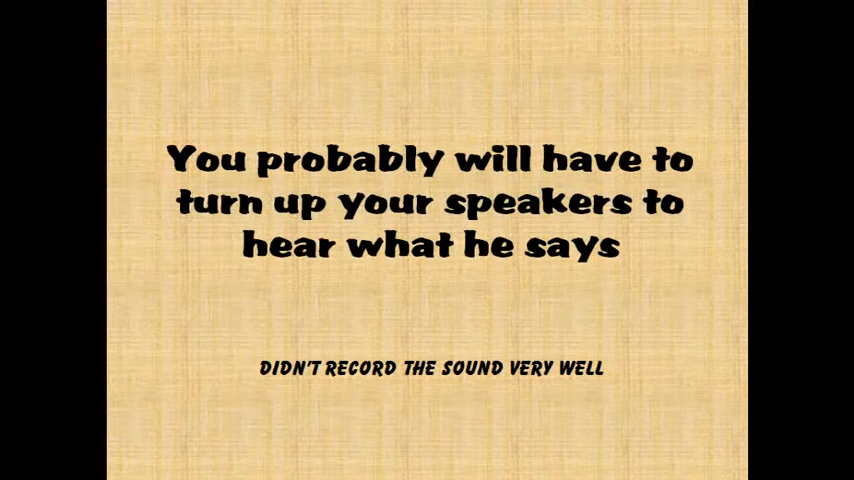 You probably will have to
turn up your speakers to
hear what he says
DIDN'T RECORD THE SOUND VERY WELL